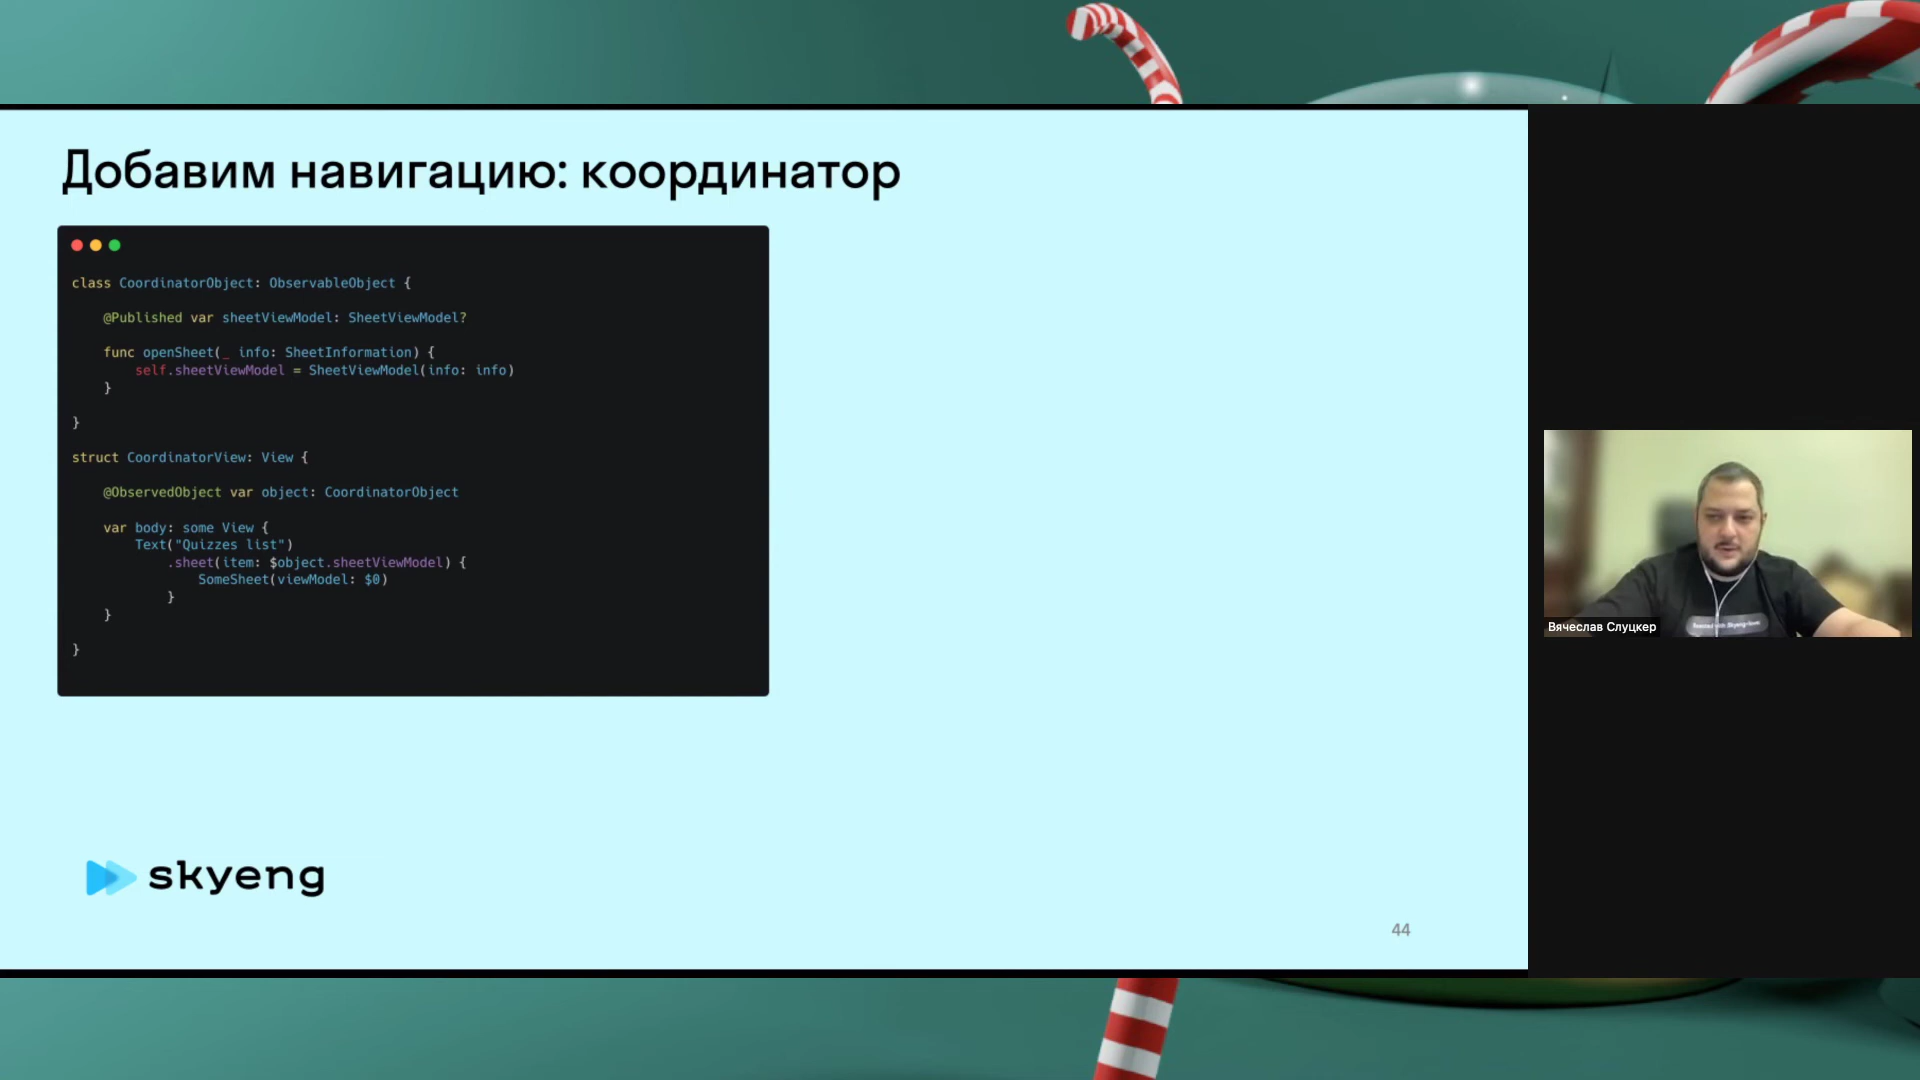 Добавим навигацию: координатор
class CoordinatorObject: ObservableObject {
@Published var sheetViewModel: SheetViewModel?
func openSheet(_ info: SheetInformation) {
self.sheetViewModel = SheetViewModel(info: info)
}
}
struct CoordinatorView: View {
@ObservedObject var object: CoordinatorObject
var body: some View {
Text("Quizzes list")
.sheet(item: $object.sheetViewModel) {
SomeSheet(viewModel: $0)
}
}
}
Вячеслав Слуцкер
skyeng
44